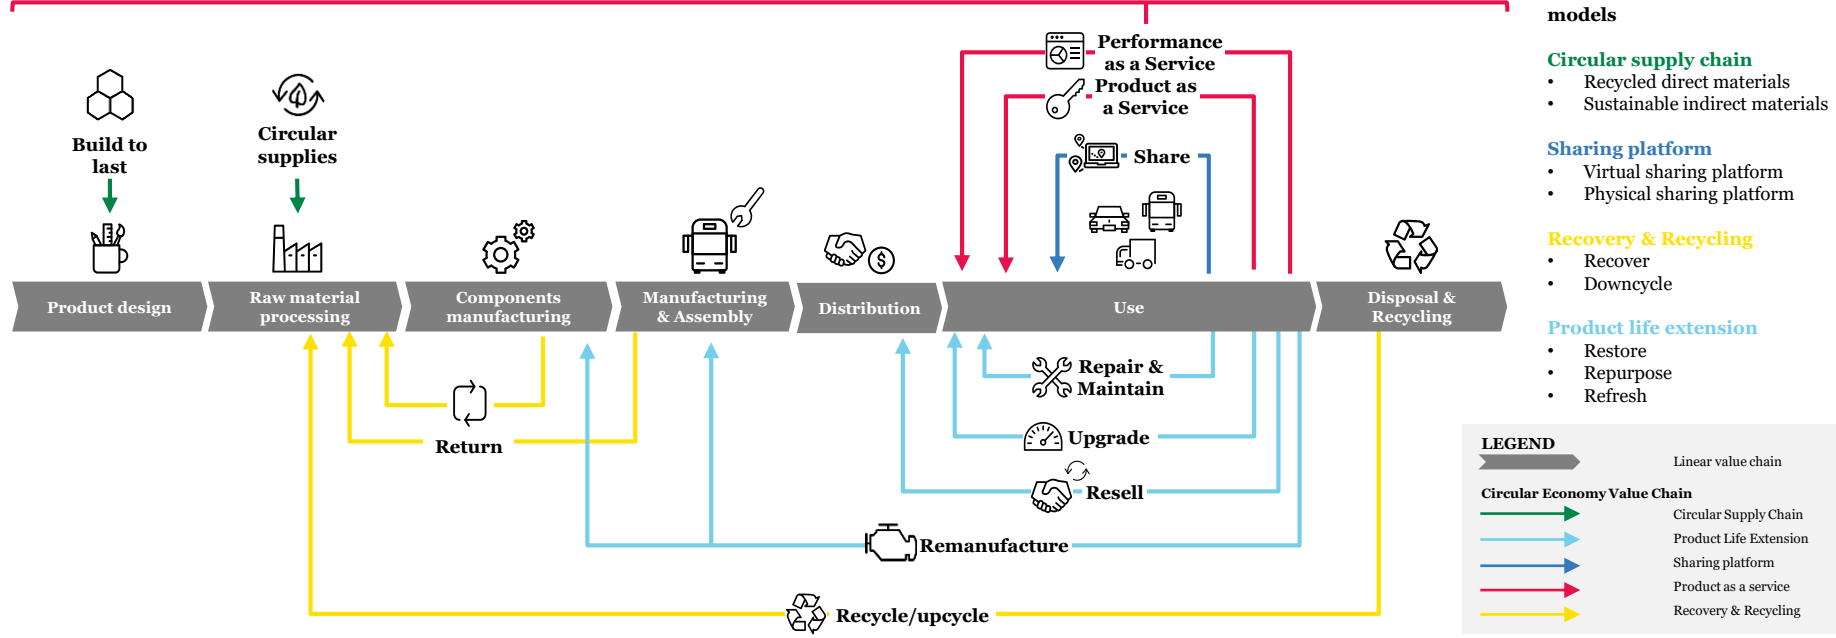 models
Performance
as a Service
Product as
a Service
Share
Build to
last
Circular
supplies
Circular supply chain
• Recycled direct materials
• Sustainable indirect materials
Sharing platform
• Virtual sharing platform
• Physical sharing platform
Recovery & Recycling
• Recover
• Downcycle
Product life extension
• Restore
• Repurpose
• Refresh
$
Product design
Raw material
processing
Components
manufacturing
Manufacturing
& Assembly
Distribution
Use
Disposal &
Recycling
Repair &
Maintain
Return
Upgrade
Resell
Remanufacture
Recycle/upcycle
LEGEND
Linear value chain
Circular Economy Value Chain
Circular Supply Chain
Product Life Extension
Sharing platform
Product as a service
Recovery & Recycling